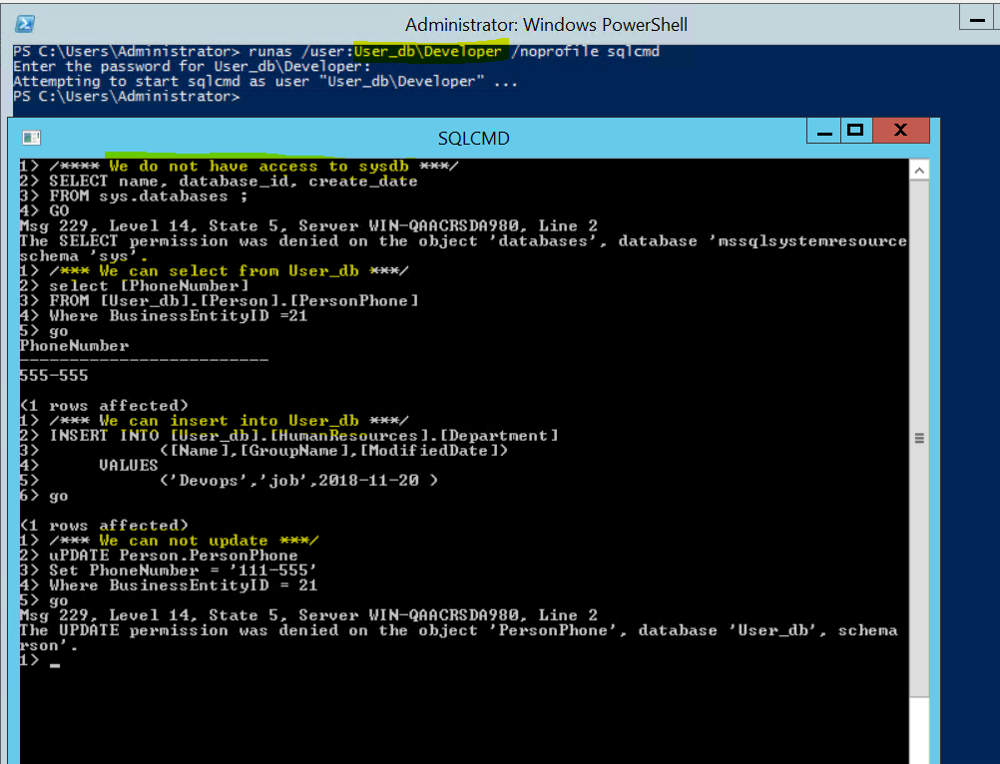 Administrator: Windows PowerShell
PS C:\Users\Administrator> runas /user:User_db\Developer /noprofile sqlcmd
Enter the password for User_db\Developer:
Attempting to start sqlcmd as user "User_db\Developer" ...
PS C:\Users\Administrator>
SQLCMD
1> /**** We do not have access to sysdb ***/
2> SELECT name, database_id, create_date
3> FROM sys.databases ;
4> GO
Msg 229, Level 14, State 5, Server WIN-QAACRSDA980, Line 2
The SELECT permission was denied on the object 'databases', database 'mssqlsystemresource
schema 'sys'.
1> /*** We can select from User_db ***/
2> select [PhoneNumber]
3> FROM [User_db].[Person].[PersonPhone]
4> Where BusinessEntityID =21
5> go
PhoneNumber
-------------------------
555-555
(1 rows affected)
1> /*** We can insert into User_db ***/
2> INSERT INTO [User_db].[HumanResources].[Department]
3> ([Name],[GroupName],[ModifiedDate])
4> VALUES
5> ('Devops','job',2018-11-20 )
6> go
(1 rows affected)
1> /*** We can not update ***/
2> uPDATE Person.PersonPhone
3> Set PhoneNumber = '111-555'
4> Where BusinessEntityID = 21
5> go
Msg 229, Level 14, State 5, Server WIN-QAACRSDA980, Line 2
The UPDATE permission was denied on the object 'PersonPhone', database 'User_db', schema
rson'.
1> _